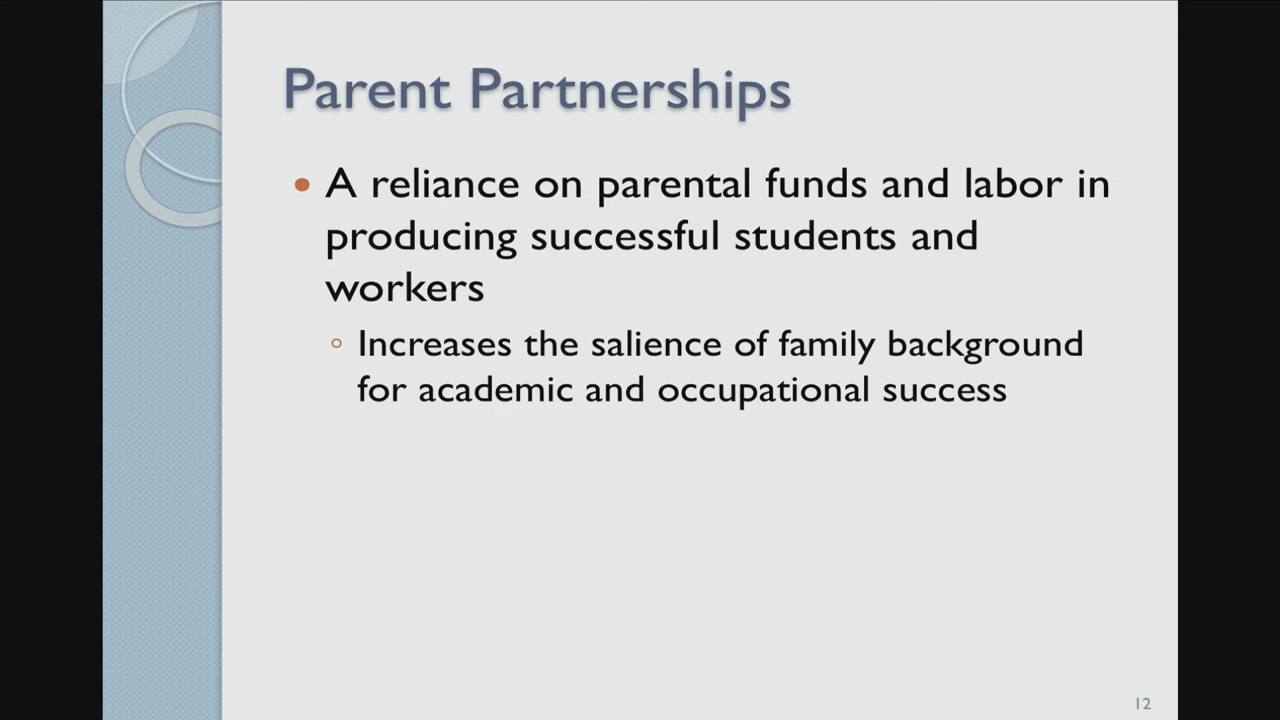 Parent Partnerships
• A reliance on parental funds and labor in
producing successful students and
workers
◦ Increases the salience of family background
for academic and occupational success
12